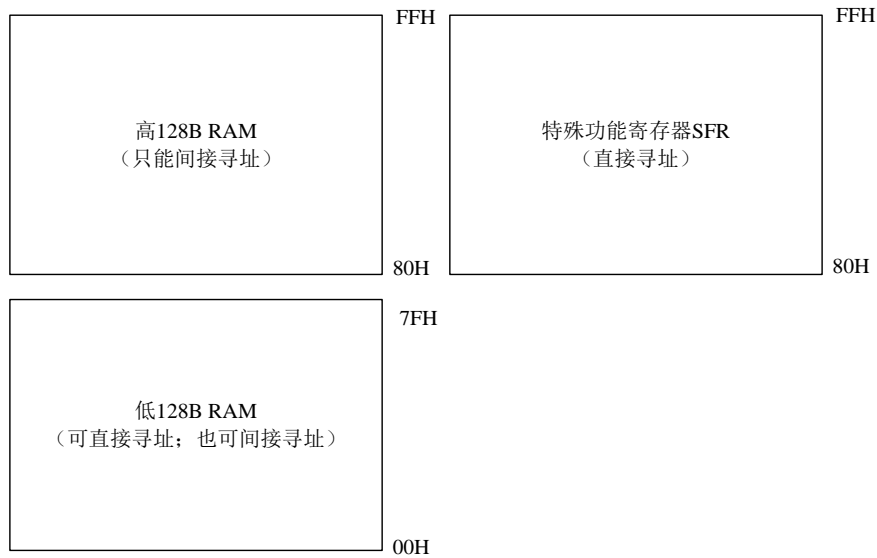 FFH
高128B RAM
（只能间接寻址）
80H
FFH
特殊功能寄存器SFR
（直接寻址）
80H
7FH
低128B RAM
（可直接寻址；也可间接寻址）
00H